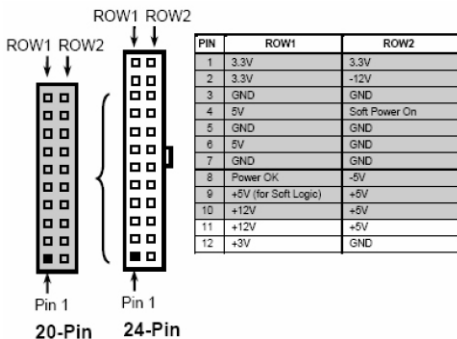 ROW1 ROW2
ROW1 ROW2
PIN ROW1 ROW2
1 3.3V 3.3V
2 3.3V -12V
3 GND GND
4 5V Soft Power On
5 GND GND
6 5V GND
7 GND GND
8 Power OK -5V
9 +5V (for Soft Logic) +5V
10 +12V +5V
11 +12V +5V
12 +3V GND
Pin 1 Pin 1
20-Pin 24-Pin